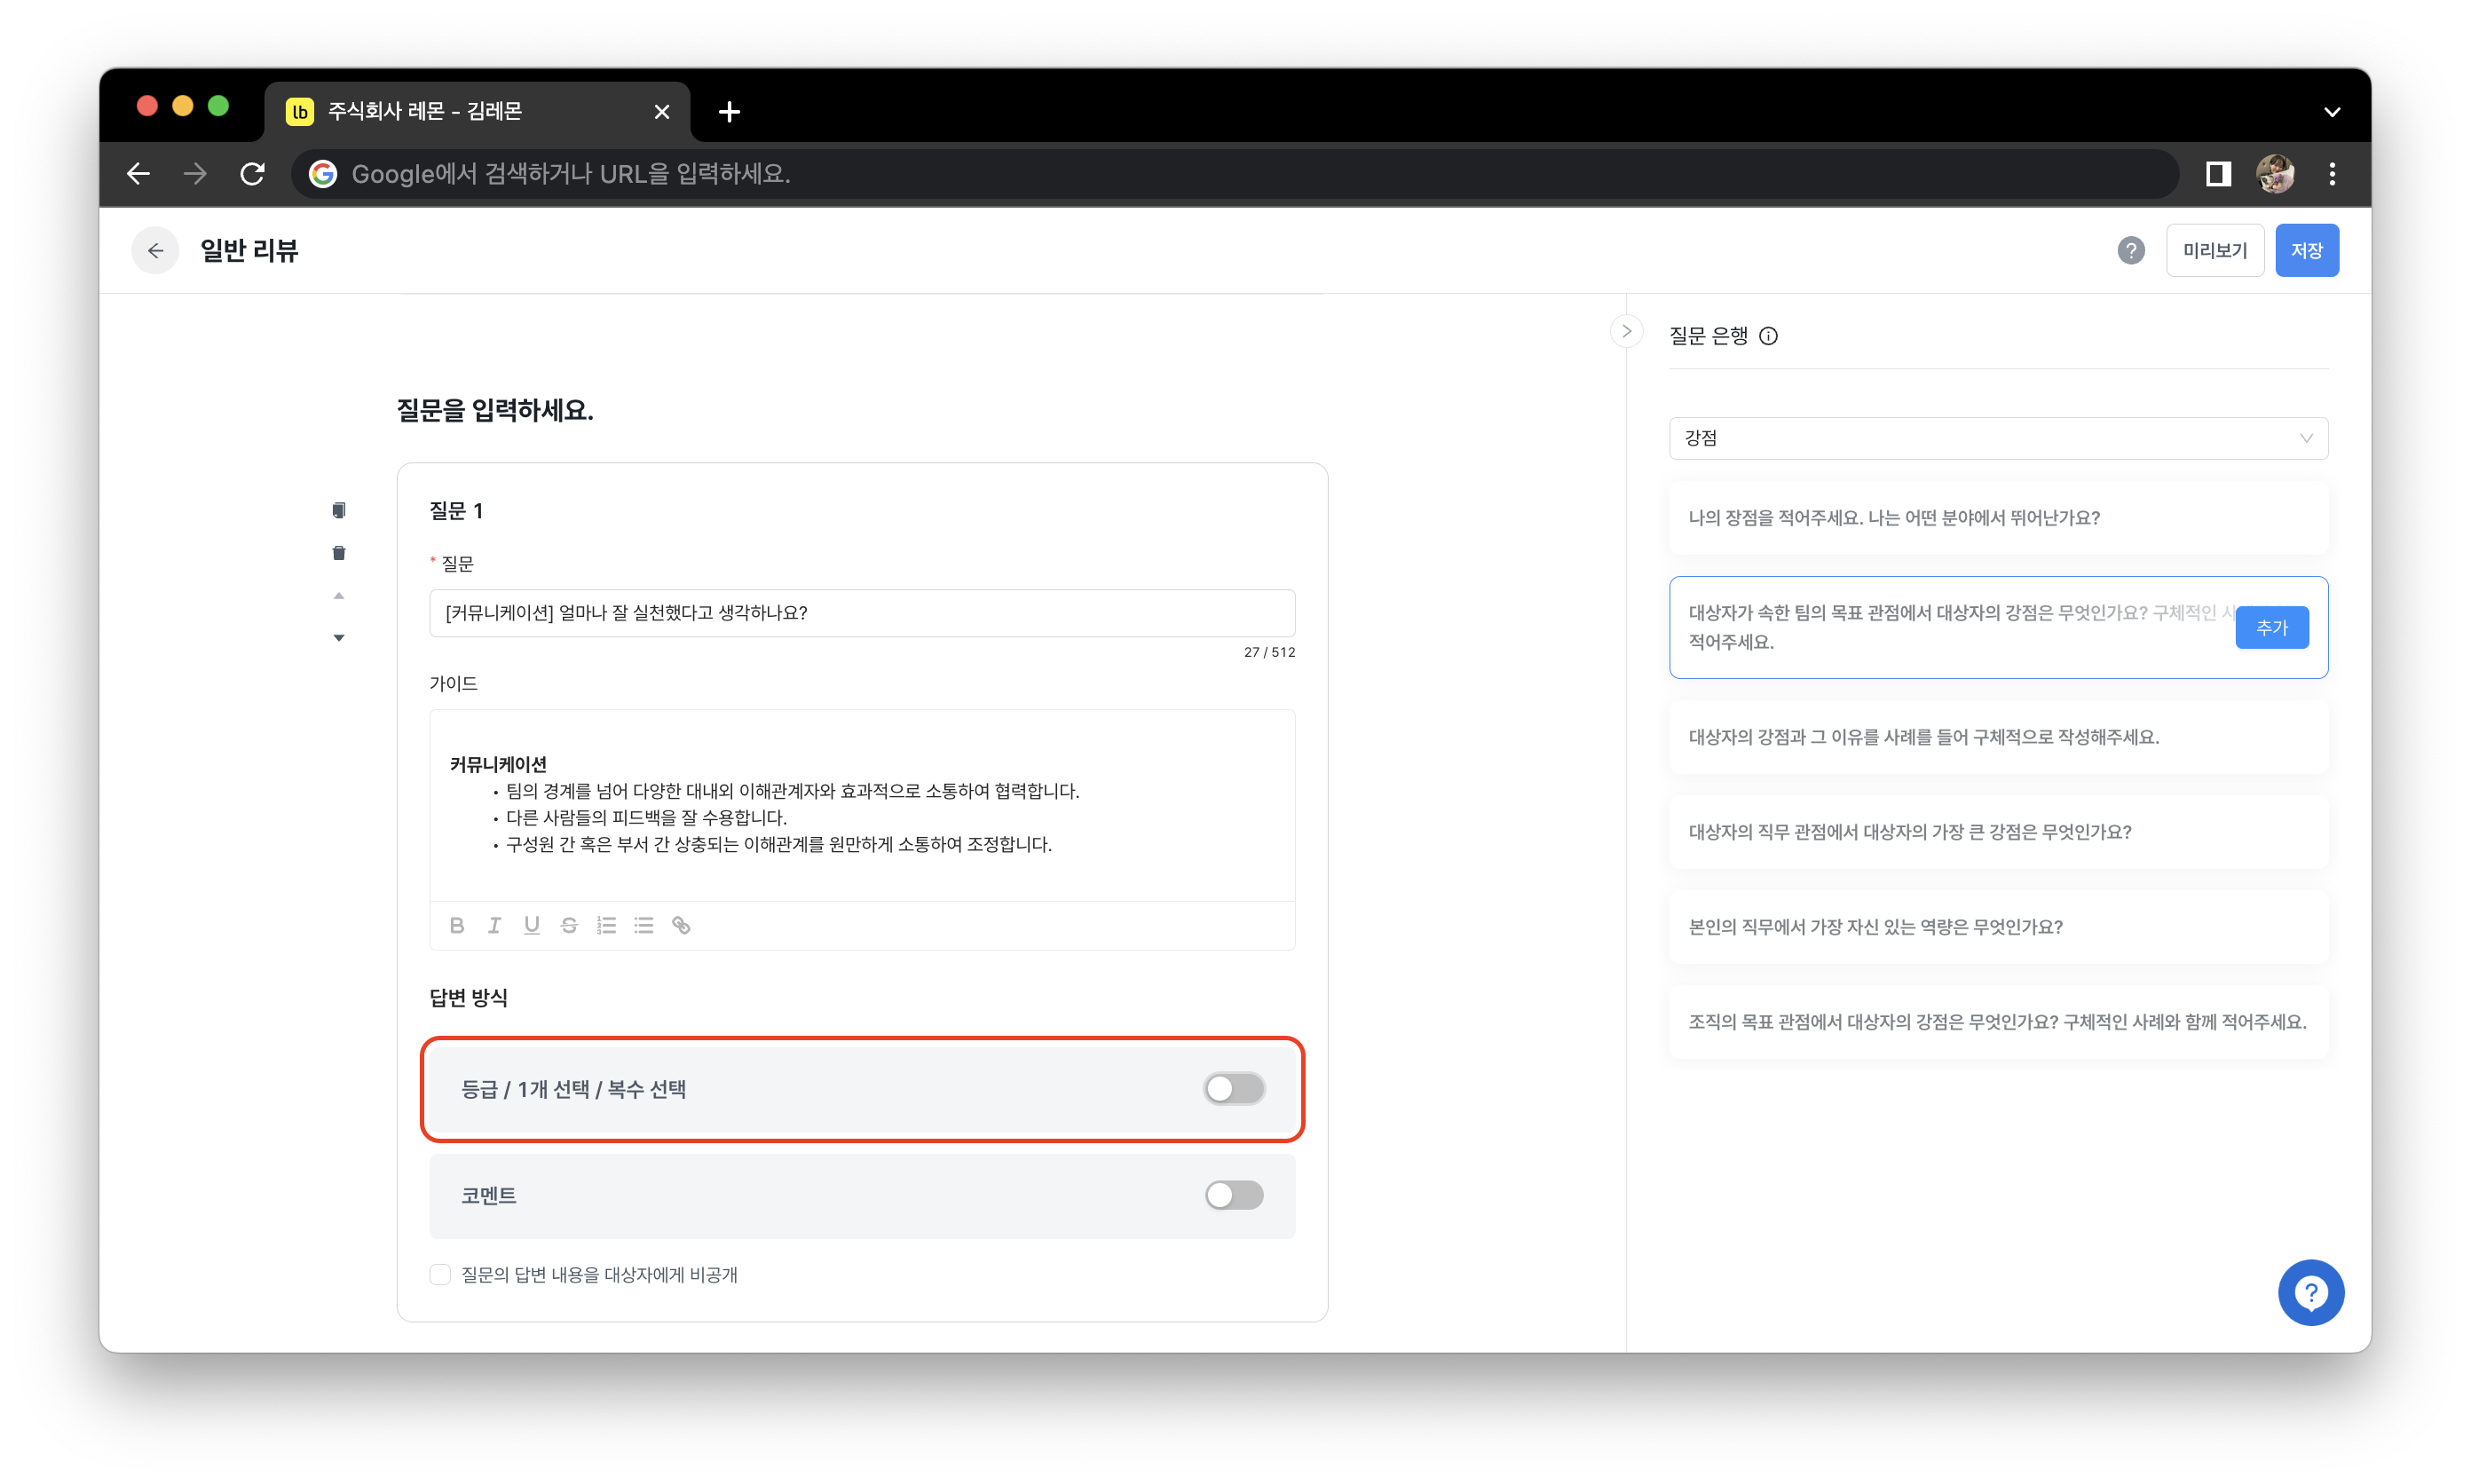 lb 주식회사 레몬 - 김레몬
Google에서 검색하거나 URL을 입력하세요.
일반 리뷰
미리보기
저장
질문을 입력하세요.
질문 1
* 질문
[커뮤니케이션] 얼마나 잘 실천했다고 생각하나요?
27 / 512
가이드
커뮤니케이션
• 팀의 경계를 넘어 다양한 대내외 이해관계자와 효과적으로 소통하여 협력합니다.
• 다른 사람들의 피드백을 잘 수용합니다.
• 구성원 간 혹은 부서 간 상충되는 이해관계를 원만하게 소통하여 조정합니다.
답변 방식
등급 / 1개 선택 / 복수 선택
코멘트
질문의 답변 내용을 대상자에게 비공개
질문 은행
강점
나의 장점을 적어주세요. 나는 어떤 분야에서 뛰어난가요?
대상자가 속한 팀의 목표 관점에서 대상자의 강점은 무엇인가요? 구체적인
적어주세요.
추가
대상자의 강점과 그 이유를 사례를 들어 구체적으로 작성해주세요.
대상자의 직무 관점에서 대상자의 가장 큰 강점은 무엇인가요?
본인의 직무에서 가장 자신 있는 역량은 무엇인가요?
조직의 목표 관점에서 대상자의 강점은 무엇인가요? 구체적인 사례와 함께 적어주세요.